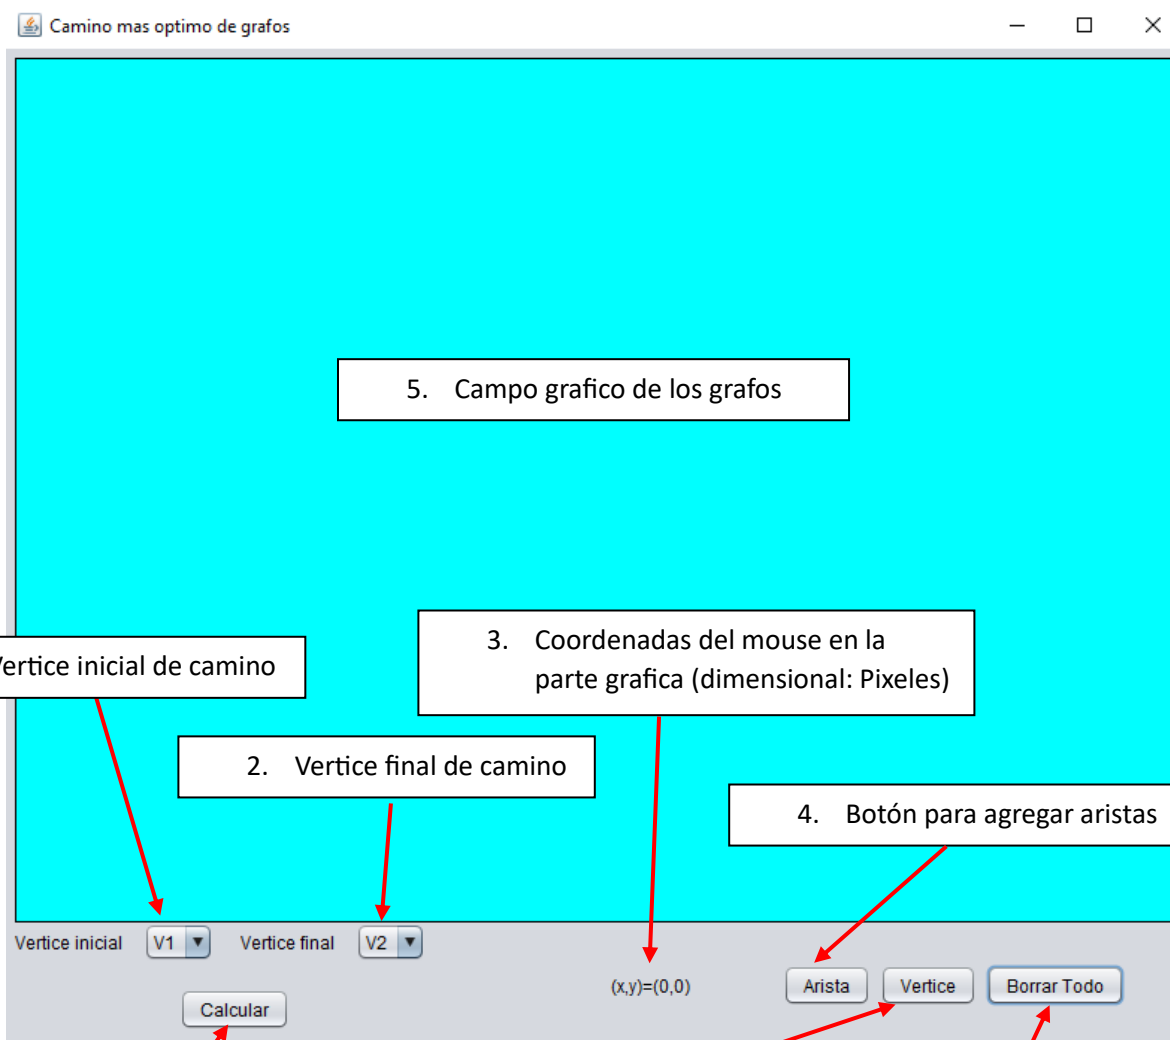 Camino mas optimo de grafos
5. Campo grafico de los grafos
3. Coordenadas del mouse en la
parte grafica (dimensional: Pixeles)
Vertice inicial de camino
2. Vertice final de camino
4. Botón para agregar aristas
Vertice inicial V1 Vertice final V2
(x,y)=(0,0) Arista Vertice Borrar Todo
Calcular